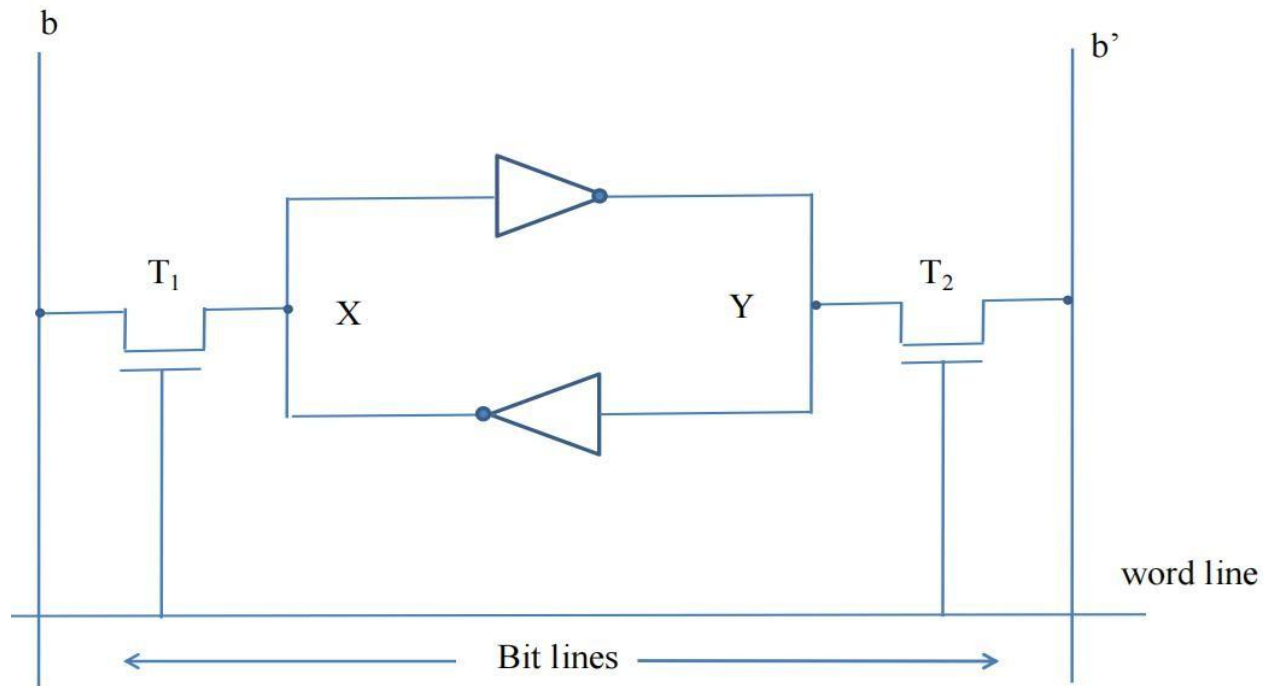 b
b’
T₁
T₂
X
Y
word line
Bit lines